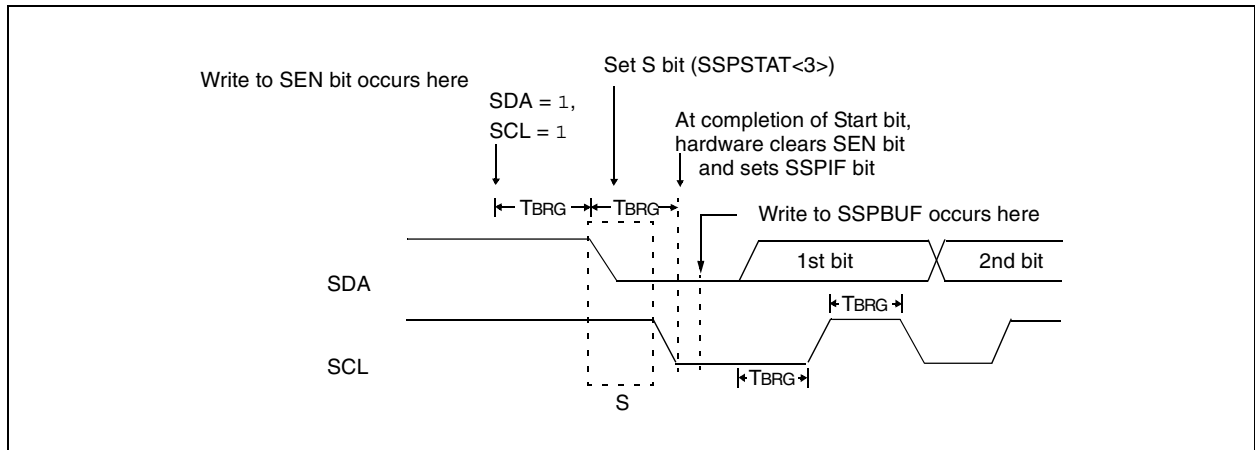 Write to SEN bit occurs here
Set S bit (SSPSTAT<3>)
SDA = 1,
SCL = 1
At completion of Start bit,
hardware clears SEN bit
and sets SSPIF bit
TBRG
TBRG
Write to SSPBUF occurs here
SDA
1st bit
2nd bit
TBRG
SCL
TBRG
S